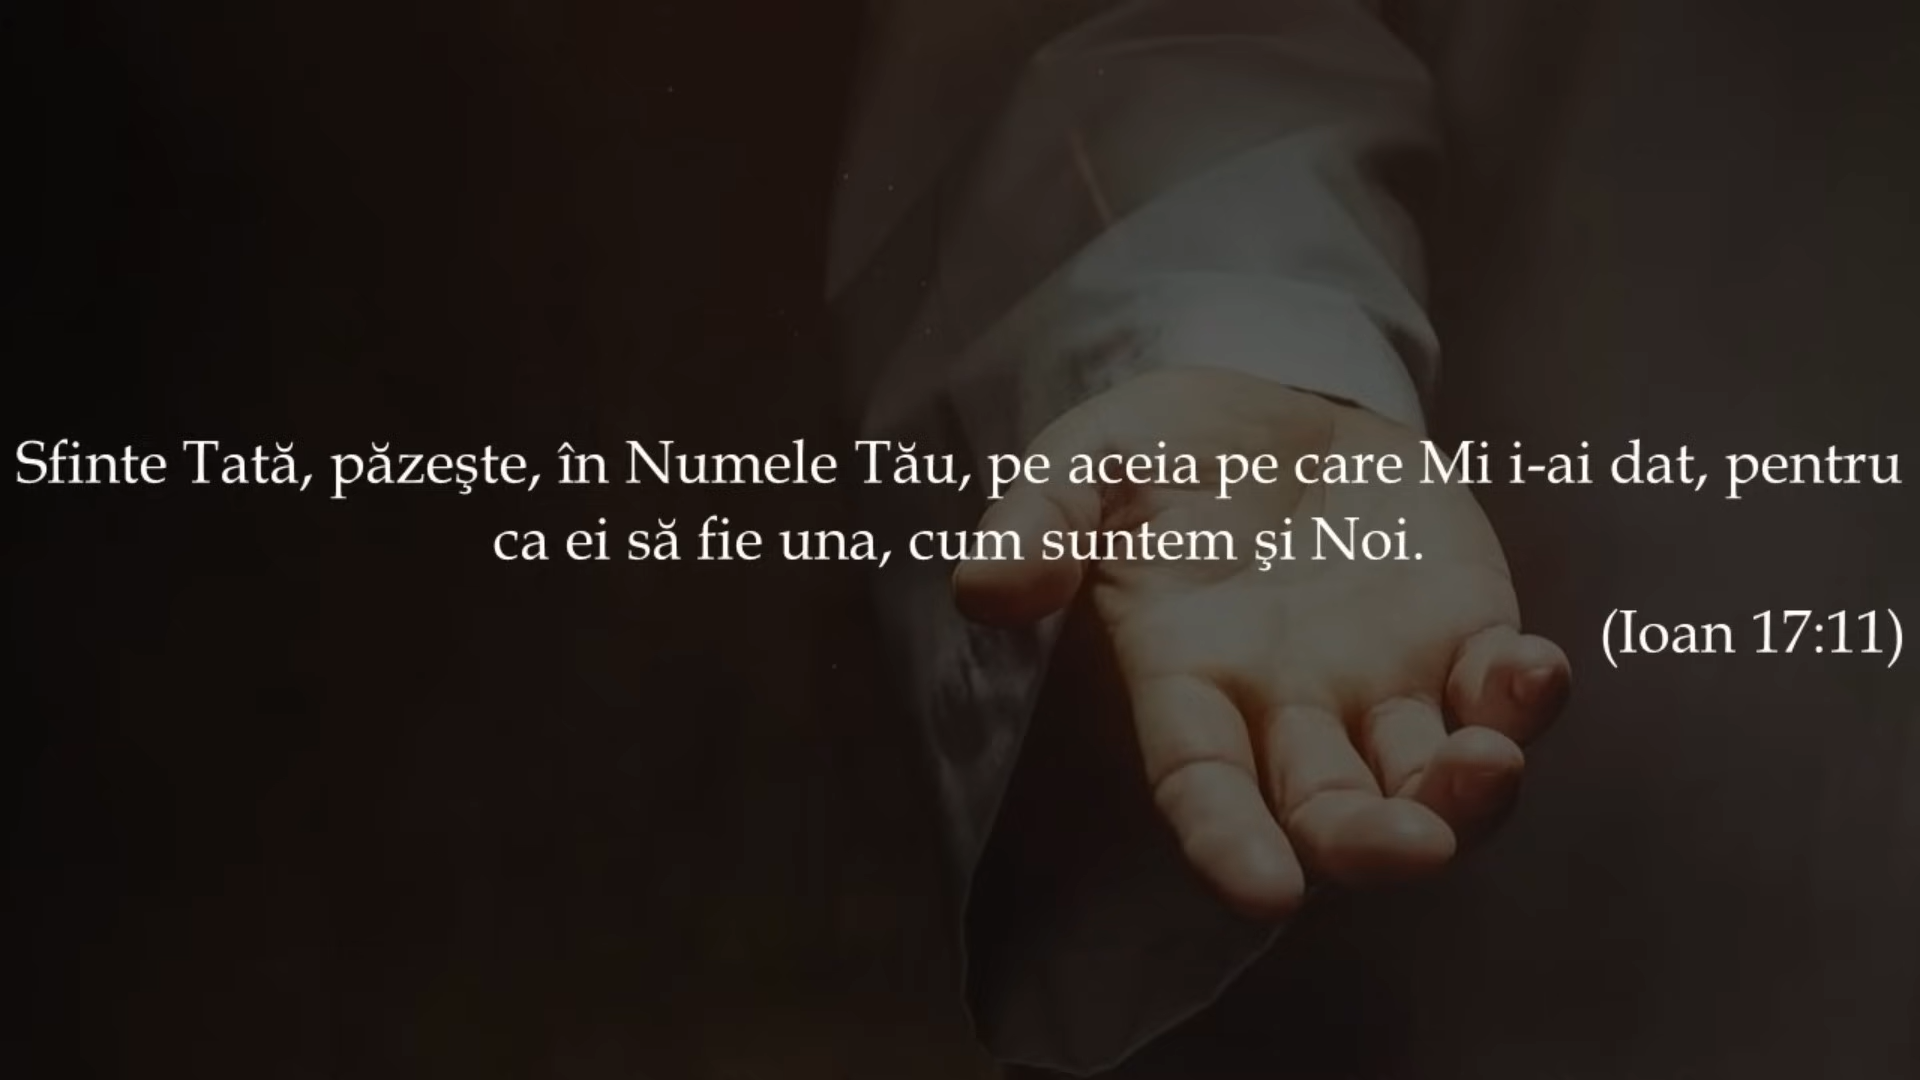 Sfinte Tată, păzeşte, în Numele Tău, pe aceia pe care Mi i-ai dat, pentru
ca ei să fie una, cum suntem şi Noi.
(Ioan 17:11)